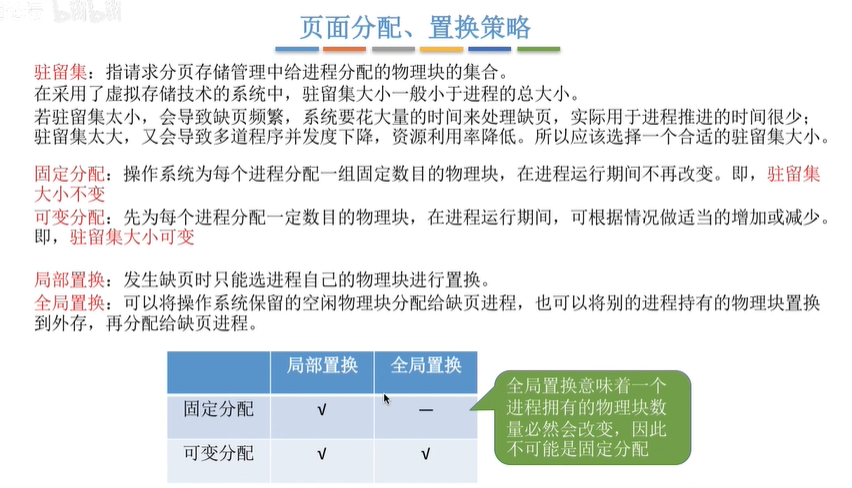 bilibili
页面分配、置换策略
驻留集：指请求分页存储管理中给进程分配的物理块的集合。
在采用了虚拟存储技术的系统中，驻留集大小一般小于进程的总大小。
若驻留集太小，会导致缺页频繁，系统要花大量的时间来处理缺页，实际用于进程推进的时间很少；
驻留集太大，又会导致多道程序并发度下降，资源利用率降低。所以应该选择一个合适的驻留集大小。
固定分配：操作系统为每个进程分配一组固定数目的物理块，在进程运行期间不再改变。即，驻留集
大小不变
可变分配：先为每个进程分配一定数目的物理块，在进程运行期间，可根据情况做适当的增加或减少。
即，驻留集大小可变
局部置换：发生缺页时只能选进程自己的物理块进行置换。
全局置换：可以将操作系统保留的空闲物理块分配给缺页进程，也可以将别的进程持有的物理块置换
到外存，再分配给缺页进程。
局部置换 全局置换
固定分配 √ —
可变分配 √ √
全局置换意味着一个
进程拥有的物理块数
量必然会改变，因此
不可能是固定分配